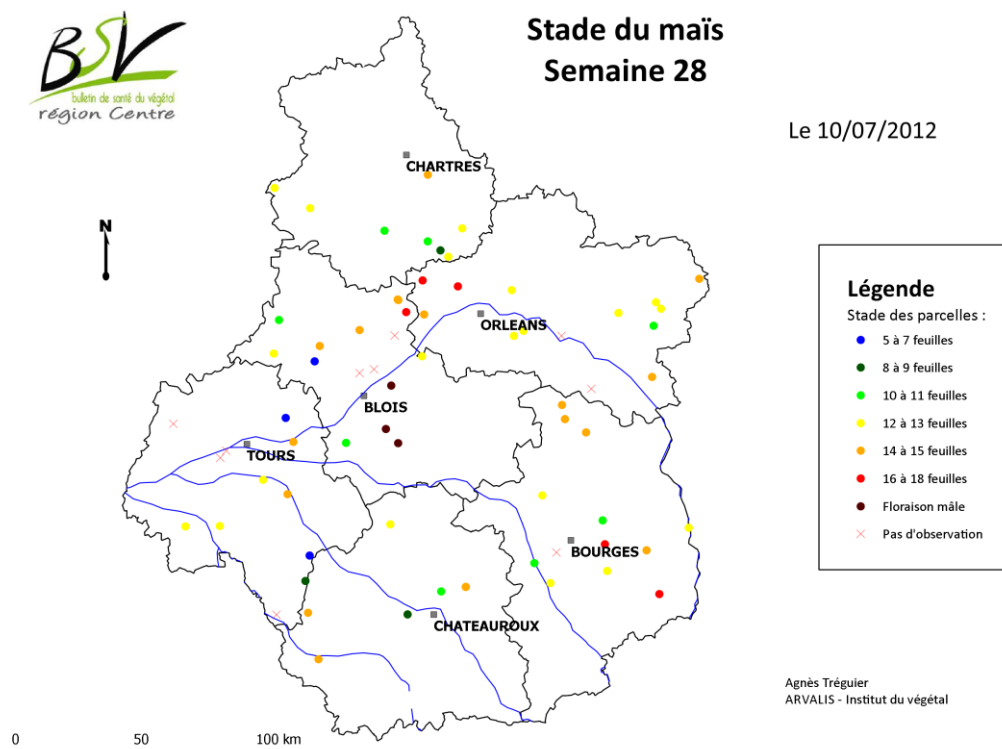 BSV
bulletin de santé du végétal
région Centre
Stade du maïs
Semaine 28
Le 10/07/2012
N
CHARTRES
ORLEANS
BLOIS
TOURS
BOURGES
CHATEAUROUX
Légende
Stade des parcelles :
5 à 7 feuilles
8 à 9 feuilles
10 à 11 feuilles
12 à 13 feuilles
14 à 15 feuilles
16 à 18 feuilles
Floraison mâle
Pas d'observation
Agnès Tréguier
ARVALIS - Institut du végétal
0 50 100 km